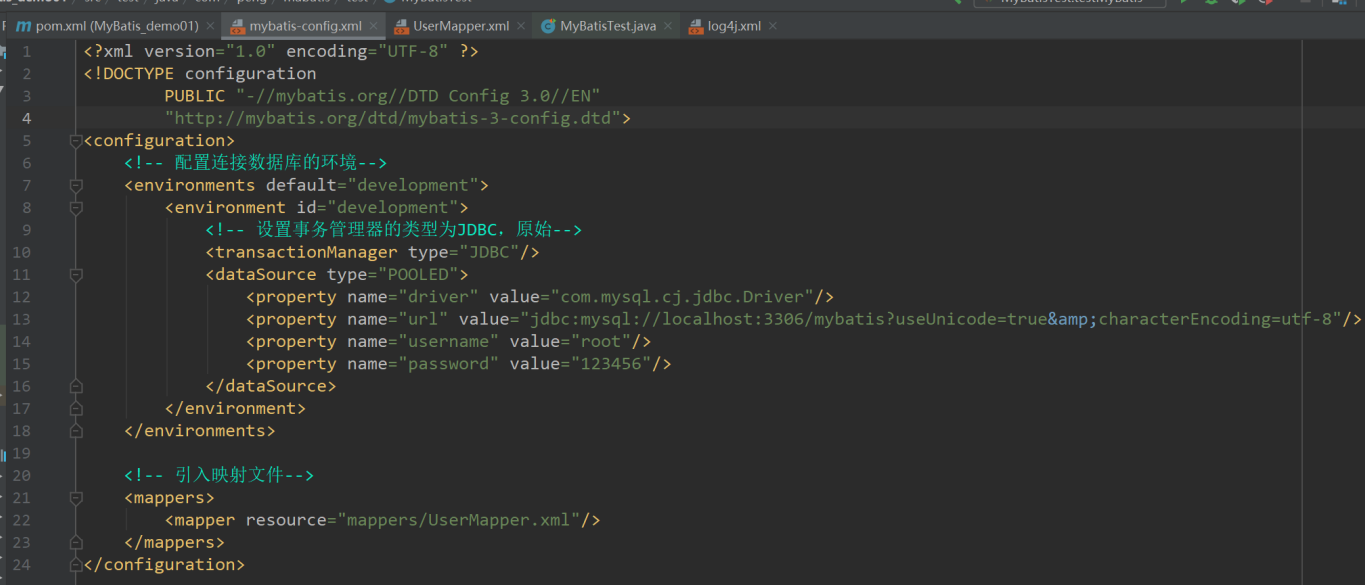 pom.xml (MyBatis_demo01) × mybatis-config.xml × UserMapper.xml × MyBatisTest.java × log4j.xml ×
1 <?xml version="1.0" encoding="UTF-8" ?>
2 <!DOCTYPE configuration
3 PUBLIC "-//mybatis.org//DTD Config 3.0//EN"
4 "http://mybatis.org/dtd/mybatis-3-config.dtd">
5 <configuration>
6 <!-- 配置连接数据库的环境-->
7 <environments default="development">
8 <environment id="development">
9 <!-- 设置事务管理器的类型为JDBC，原始-->
10 <transactionManager type="JDBC"/>
11 <dataSource type="POOLED">
12 <property name="driver" value="com.mysql.cj.jdbc.Driver"/>
13 <property name="url" value="jdbc:mysql://localhost:3306/mybatis?useUnicode=true&amp;characterEncoding=utf-8"/>
14 <property name="username" value="root"/>
15 <property name="password" value="123456"/>
16 </dataSource>
17 </environment>
18 </environments>
19
20 <!-- 引入映射文件-->
21 <mappers>
22 <mapper resource="mappers/UserMapper.xml"/>
23 </mappers>
24 </configuration>